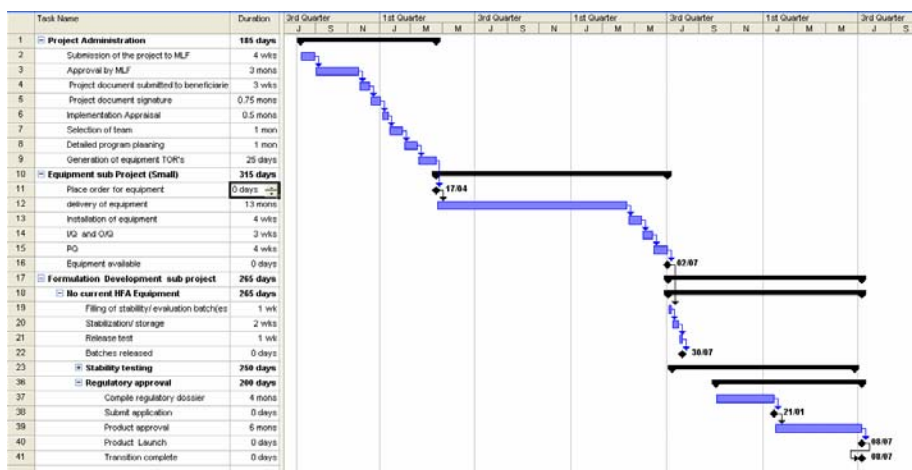 Task Name Duration 3rd Quarter 1st Quarter 3rd Quarter 1st Quarter 3rd Quarter 1st Quarter 3rd Quarter
J S N J M M J S N J M M J S N J M M J S
1 Project Administration 185 days
2 Submission of the project to MLF 4 wks
3 Approval by MLF 3 mons
4 Project document submitted to beneficiarie 3 wks
5 Project document signature 0.75 mons
6 Implementation Appraisal 0.5 mons
7 Selection of team 1 mon
8 Detailed program plaaning 1 mon
9 Generation of equipment TOR's 25 days
10 Equipment sub Project (Small) 315 days
11 Place order for equipment 0 days 17/04
12 delivery of equipment 13 mons
13 Installation of equipment 4 wks
14 I/Q and O/Q 3 wks
15 PQ 4 wks
16 Equipment available 0 days 02/07
17 Formulation Development sub project 265 days
18 No current HFA Equipment 265 days
19 Filling of stability/ evaluation batch(es 1 wk
20 Stabilization/ storage 2 wks
21 Release test 1 wk
22 Batches released 0 days 30/07
23 Stability testing 250 days
36 Regulatory approval 200 days
37 Compile regulatory dossier 4 mons
38 Submit application 0 days 21/01
39 Product approval 6 mons
40 Product Launch 0 days 08/07
41 Transition complete 0 days 08/07